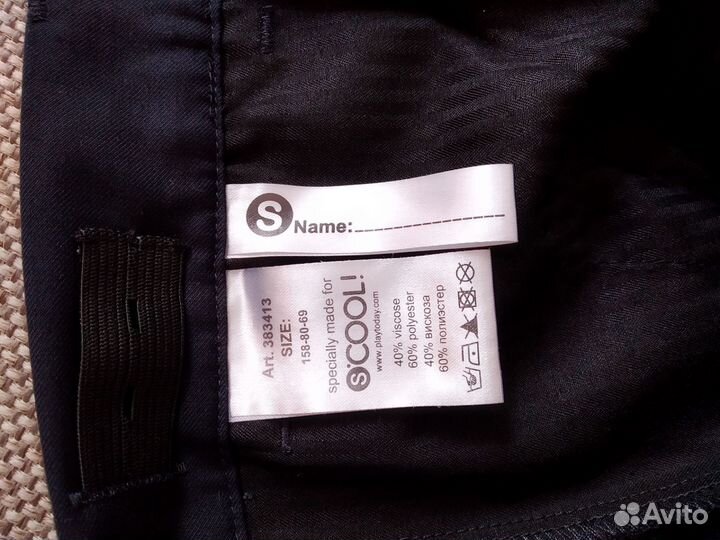 S Name:
Art. 383413
SIZE:
158-80-69
specially made for
S'COOL!
www.playtoday.com
40% viscose
60% polyester
40% вискоза
60% полиэстер
Avito